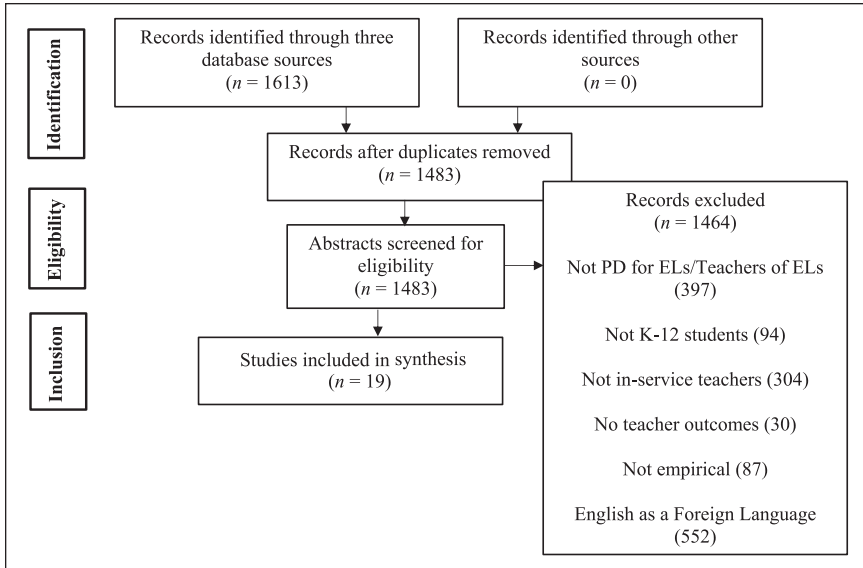 Identification
Records identified through three
database sources
(n = 1613)
Records identified through other
sources
(n = 0)
Records after duplicates removed
(n = 1483)
Eligibility
Abstracts screened for
eligibility
(n = 1483)
Records excluded
(n = 1464)
Not PD for ELs/Teachers of ELs
(397)
Not K-12 students (94)
Not in-service teachers (304)
No teacher outcomes (30)
Not empirical (87)
English as a Foreign Language
(552)
Inclusion
Studies included in synthesis
(n = 19)